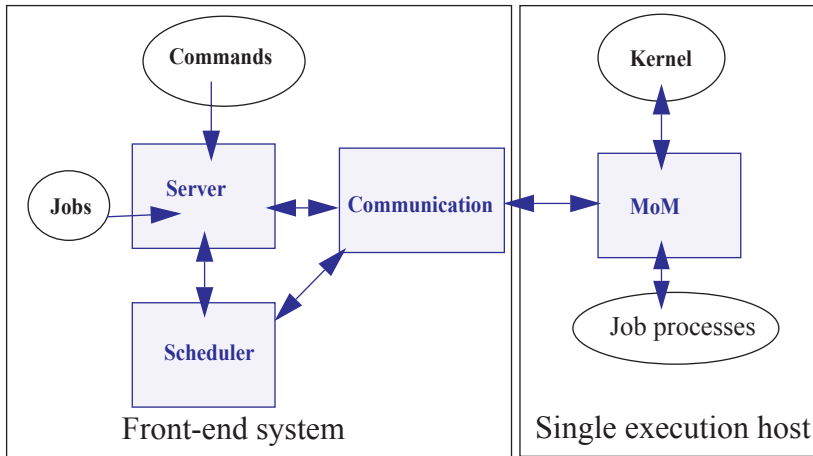 Commands
Kernel
Server
Jobs
Communication
MoM
Scheduler
Job processes
Front-end system
Single execution host